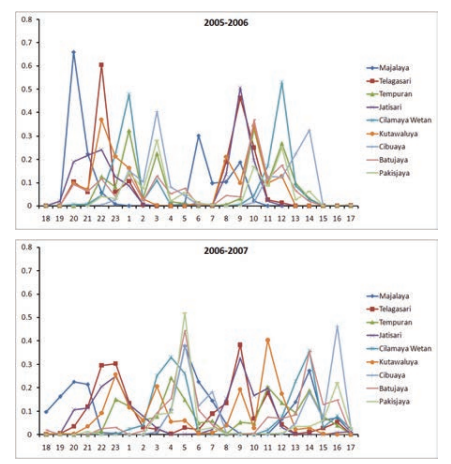 2005-2006
0.8
0.7
0.6
0.5
0.4
0.3
0.2
0.1
0
18 19 20 21 22 23 1 2 3 4 5 6 7 8 9 10 11 12 13 14 15 16 17
Majalaya
Telagasari
Tempuran
Jatisari
Cilamaya Wetan
Kutawaluya
Cibuaya
Batujaya
Pakisjaya
2006-2007
0.8
0.7
0.6
0.5
0.4
0.3
0.2
0.1
0
18 19 20 21 22 23 1 2 3 4 5 6 7 8 9 10 11 12 13 14 15 16 17
Majalaya
Telagasari
Tempuran
Jatisari
Cilamaya Wetan
Kutawaluya
Cibuaya
Batujaya
Pakisjaya